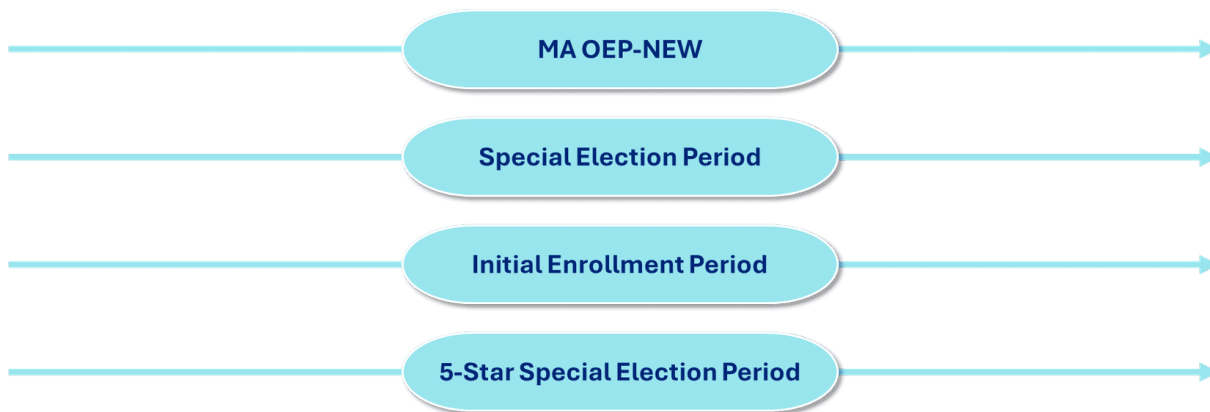 MA OEP-NEW
Special Election Period
Initial Enrollment Period
5-Star Special Election Period